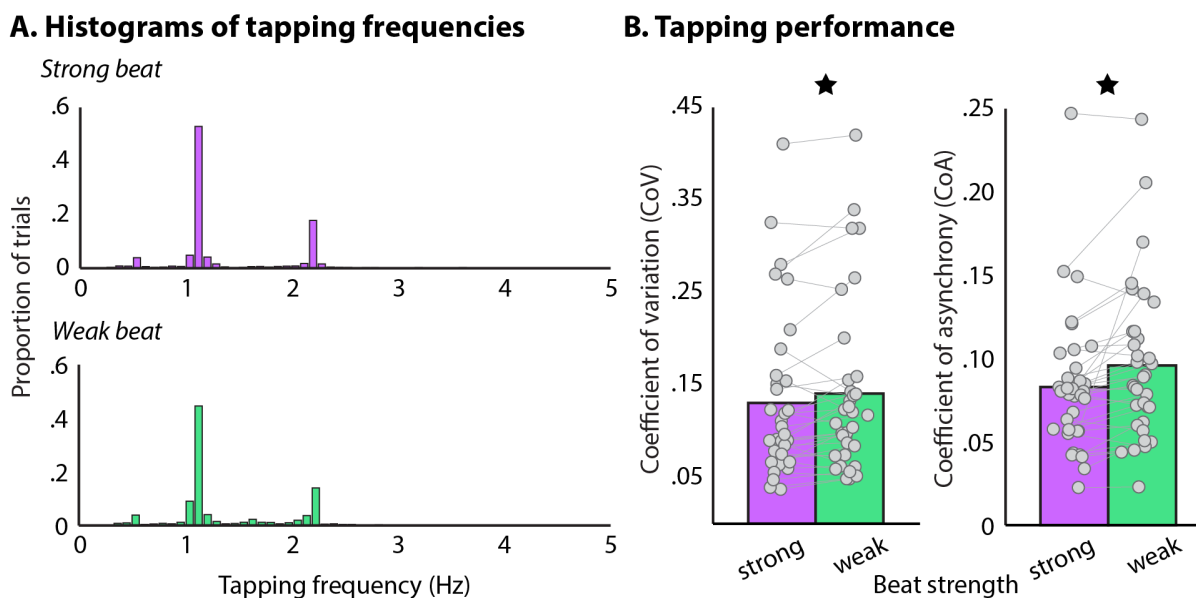 A. Histograms of tapping frequencies
Strong beat
Proportion of trials
.6
.4
.2
0
0 1 2 3 4 5
Weak beat
.6
.4
.2
0
0 1 2 3 4 5
Tapping frequency (Hz)
B. Tapping performance
★
Coefficient of variation (CoV)
.45
.35
.25
.15
.05
strong weak
★
Coefficient of asynchrony (CoA)
.25
.20
.15
.10
.05
0
strong weak
Beat strength